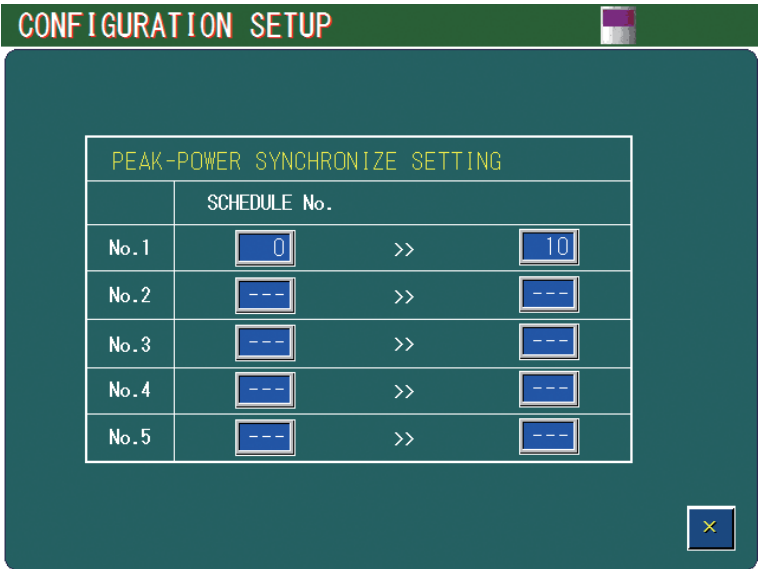 CONFIGURATION SETUP
PEAK-POWER SYNCHRONIZE SETTING
SCHEDULE No.
No.1 0 >> 10
No.2 --- >> ---
No.3 --- >> ---
No.4 --- >> ---
No.5 --- >> ---
×